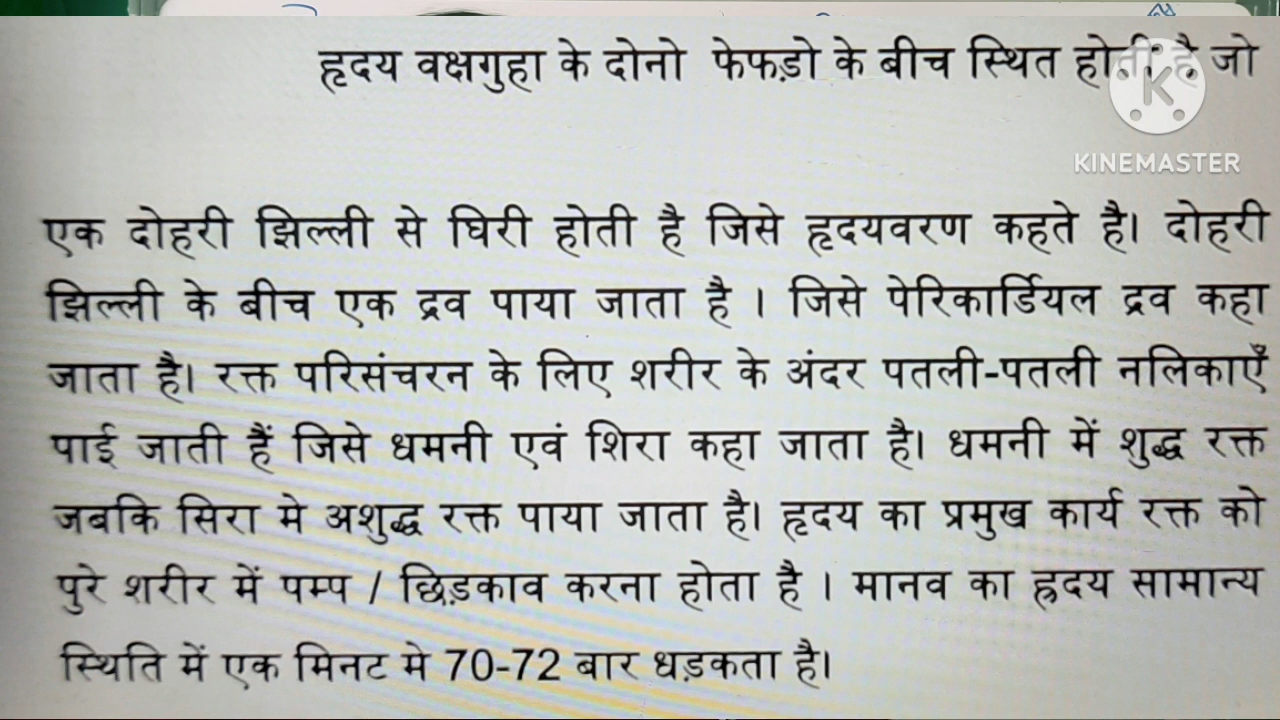 हृदय वक्षगुहा के दोनो फेफड़ो के बीच स्थित होती है जो
KINEMASTER
एक दोहरी झिल्ली से घिरी होती है जिसे हृदयवरण कहते है। दोहरी
झिल्ली के बीच एक द्रव पाया जाता है । जिसे पेरिकार्डियल द्रव कहा
जाता है। रक्त परिसंचरन के लिए शरीर के अंदर पतली-पतली नलिकाएँ
पाई जाती हैं जिसे धमनी एवं शिरा कहा जाता है। धमनी में शुद्ध रक्त
जबकि सिरा मे अशुद्ध रक्त पाया जाता है। हृदय का प्रमुख कार्य रक्त को
पुरे शरीर में पम्प / छिड़काव करना होता है । मानव का ह्रदय सामान्य
स्थिति में एक मिनट मे 70-72 बार धड़कता है।